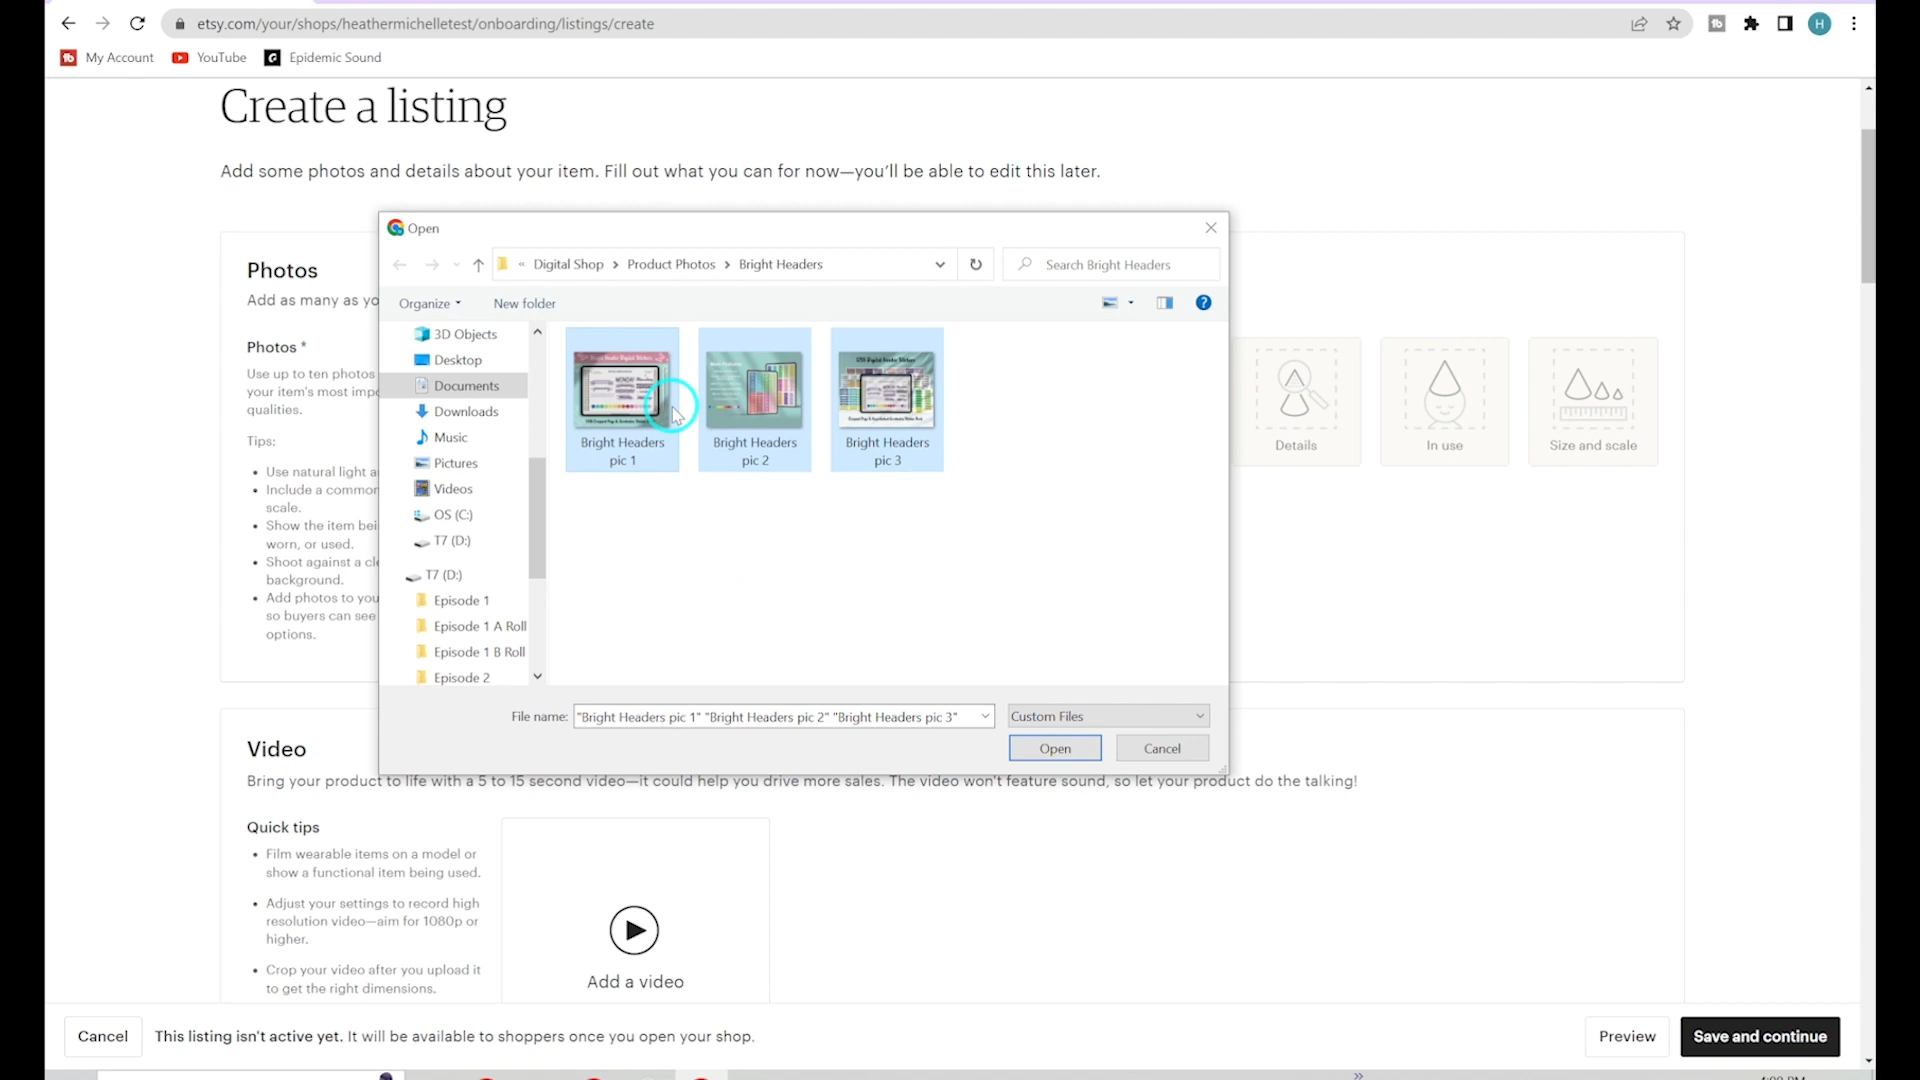 etsy.com/your/shops/heathermichelletest/onboarding/listings/create
H
My Account
YouTube
Epidemic Sound
Create a listing
Add some photos and details about your item. Fill out what you can for now—you'll be able to edit this later.
Photos
Add as many as yo
Photos *
Use up to ten photos
your item's most impo
qualities.
Tips:
• Use natural light a
• Include a common
scale.
• Show the item bei
worn, or used.
• Shoot against a cle
background.
• Add photos to you
so buyers can see
options.
Details
In use
Size and scale
Open
« Digital Shop > Product Photos > Bright Headers
Search Bright Headers
Organize
New folder
3D Objects
Desktop
Documents
Downloads
Music
Pictures
Videos
OS (C:)
T7 (D:)
T7 (D:)
Episode 1
Episode 1 A Roll
Episode 1 B Roll
Episode 2
MONDAY
Bright Headers
pic 1
Bright Headers
pic 2
Bright Headers
pic 3
File name:
"Bright Headers pic 1" "Bright Headers pic 2" "Bright Headers pic 3"
Custom Files
Open
Cancel
Video
Bring your product to life with a 5 to 15 second video—it could help you drive more sales. The video won't feature sound, so let your product do the talking!
Quick tips
• Film wearable items on a model or
show a functional item being used.
• Adjust your settings to record high
resolution video—aim for 1080p or
higher.
• Crop your video after you upload it
to get the right dimensions.
Add a video
Cancel
This listing isn't active yet. It will be available to shoppers once you open your shop.
Preview
Save and continue